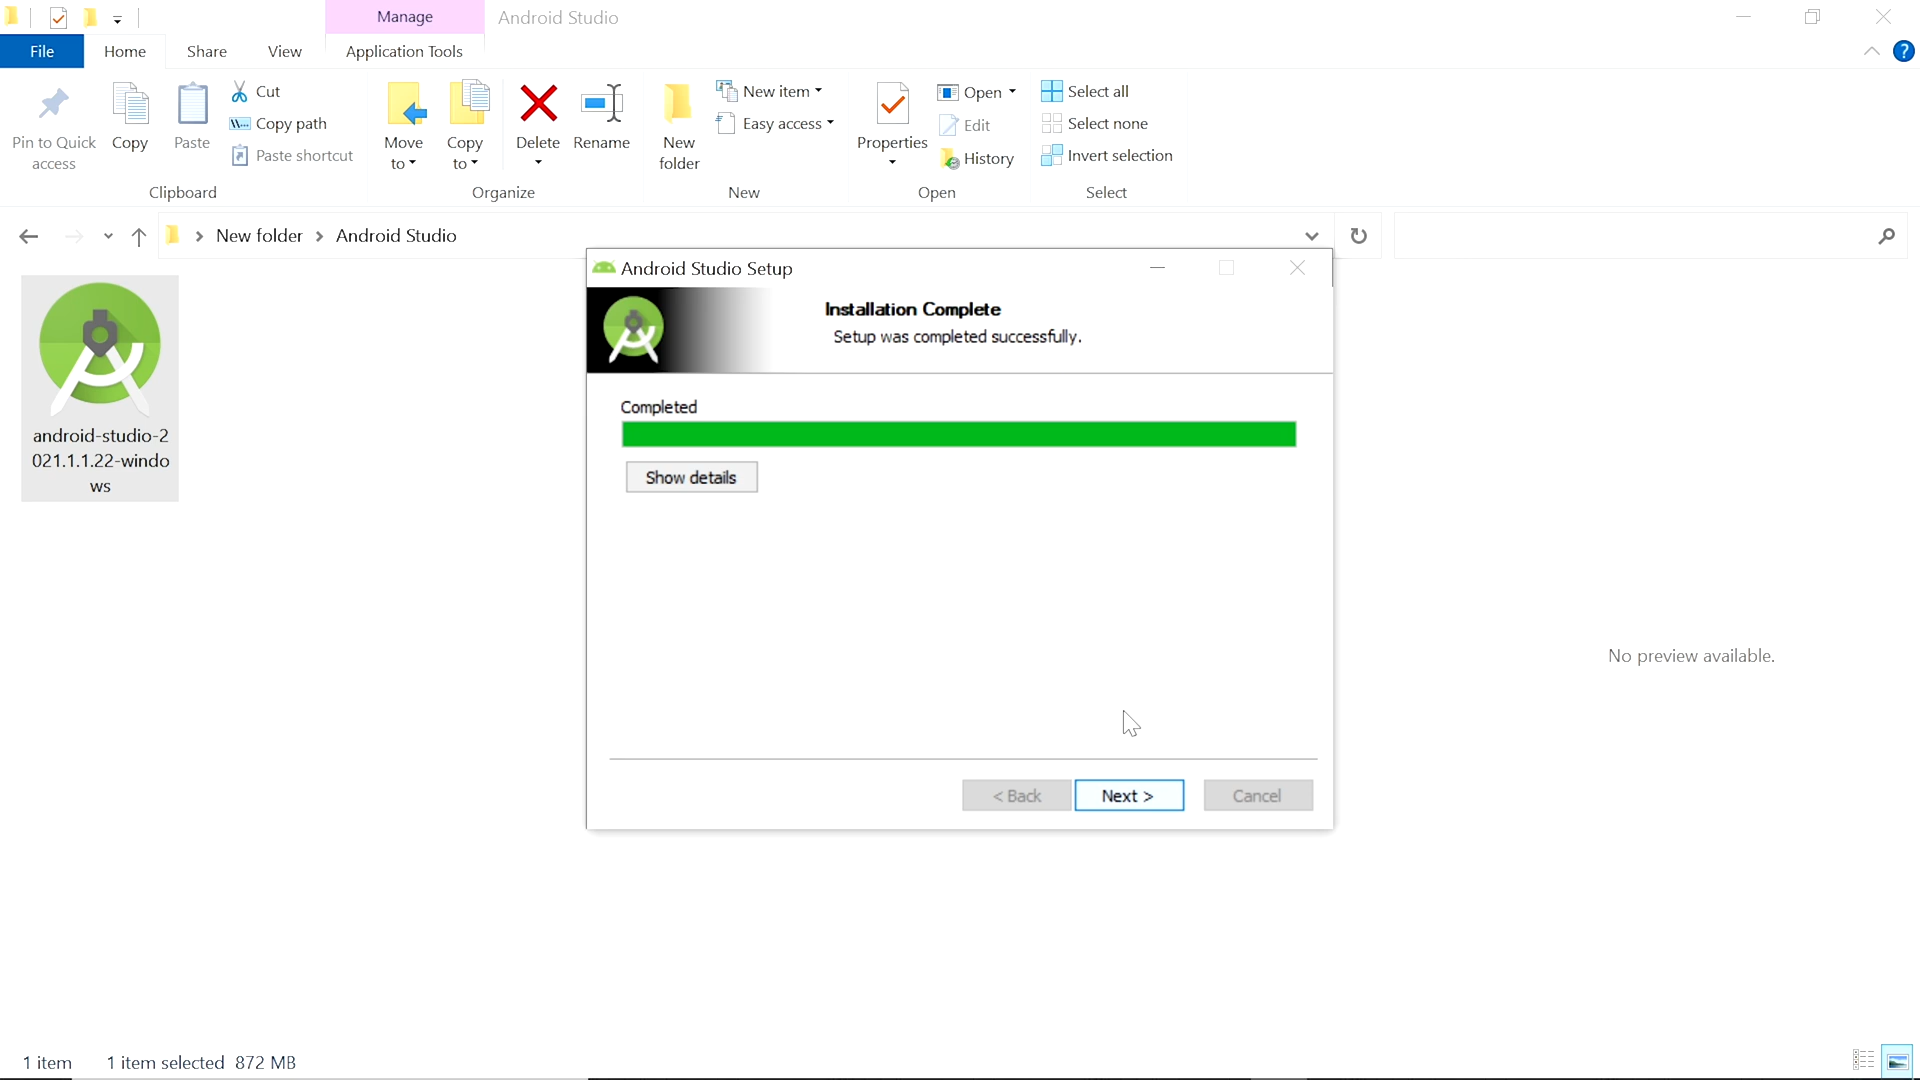 Manage
Android Studio
File
Home
Share
View
Application Tools
?
Pin to Quick
access
Copy
Paste
Cut
Copy path
Paste shortcut
Clipboard
Move
to
Copy
to
Delete
Rename
Organize
New
folder
New item
Easy access
New
Properties
Open
Edit
History
Open
Select all
Select none
Invert selection
Select
New folder
Android Studio
android-studio-2
021.1.1.22-windo
ws
Android Studio Setup
Installation Complete
Setup was completed successfully.
Completed
Show details
< Back
Next >
Cancel
No preview available.
1 item
1 item selected 872 MB